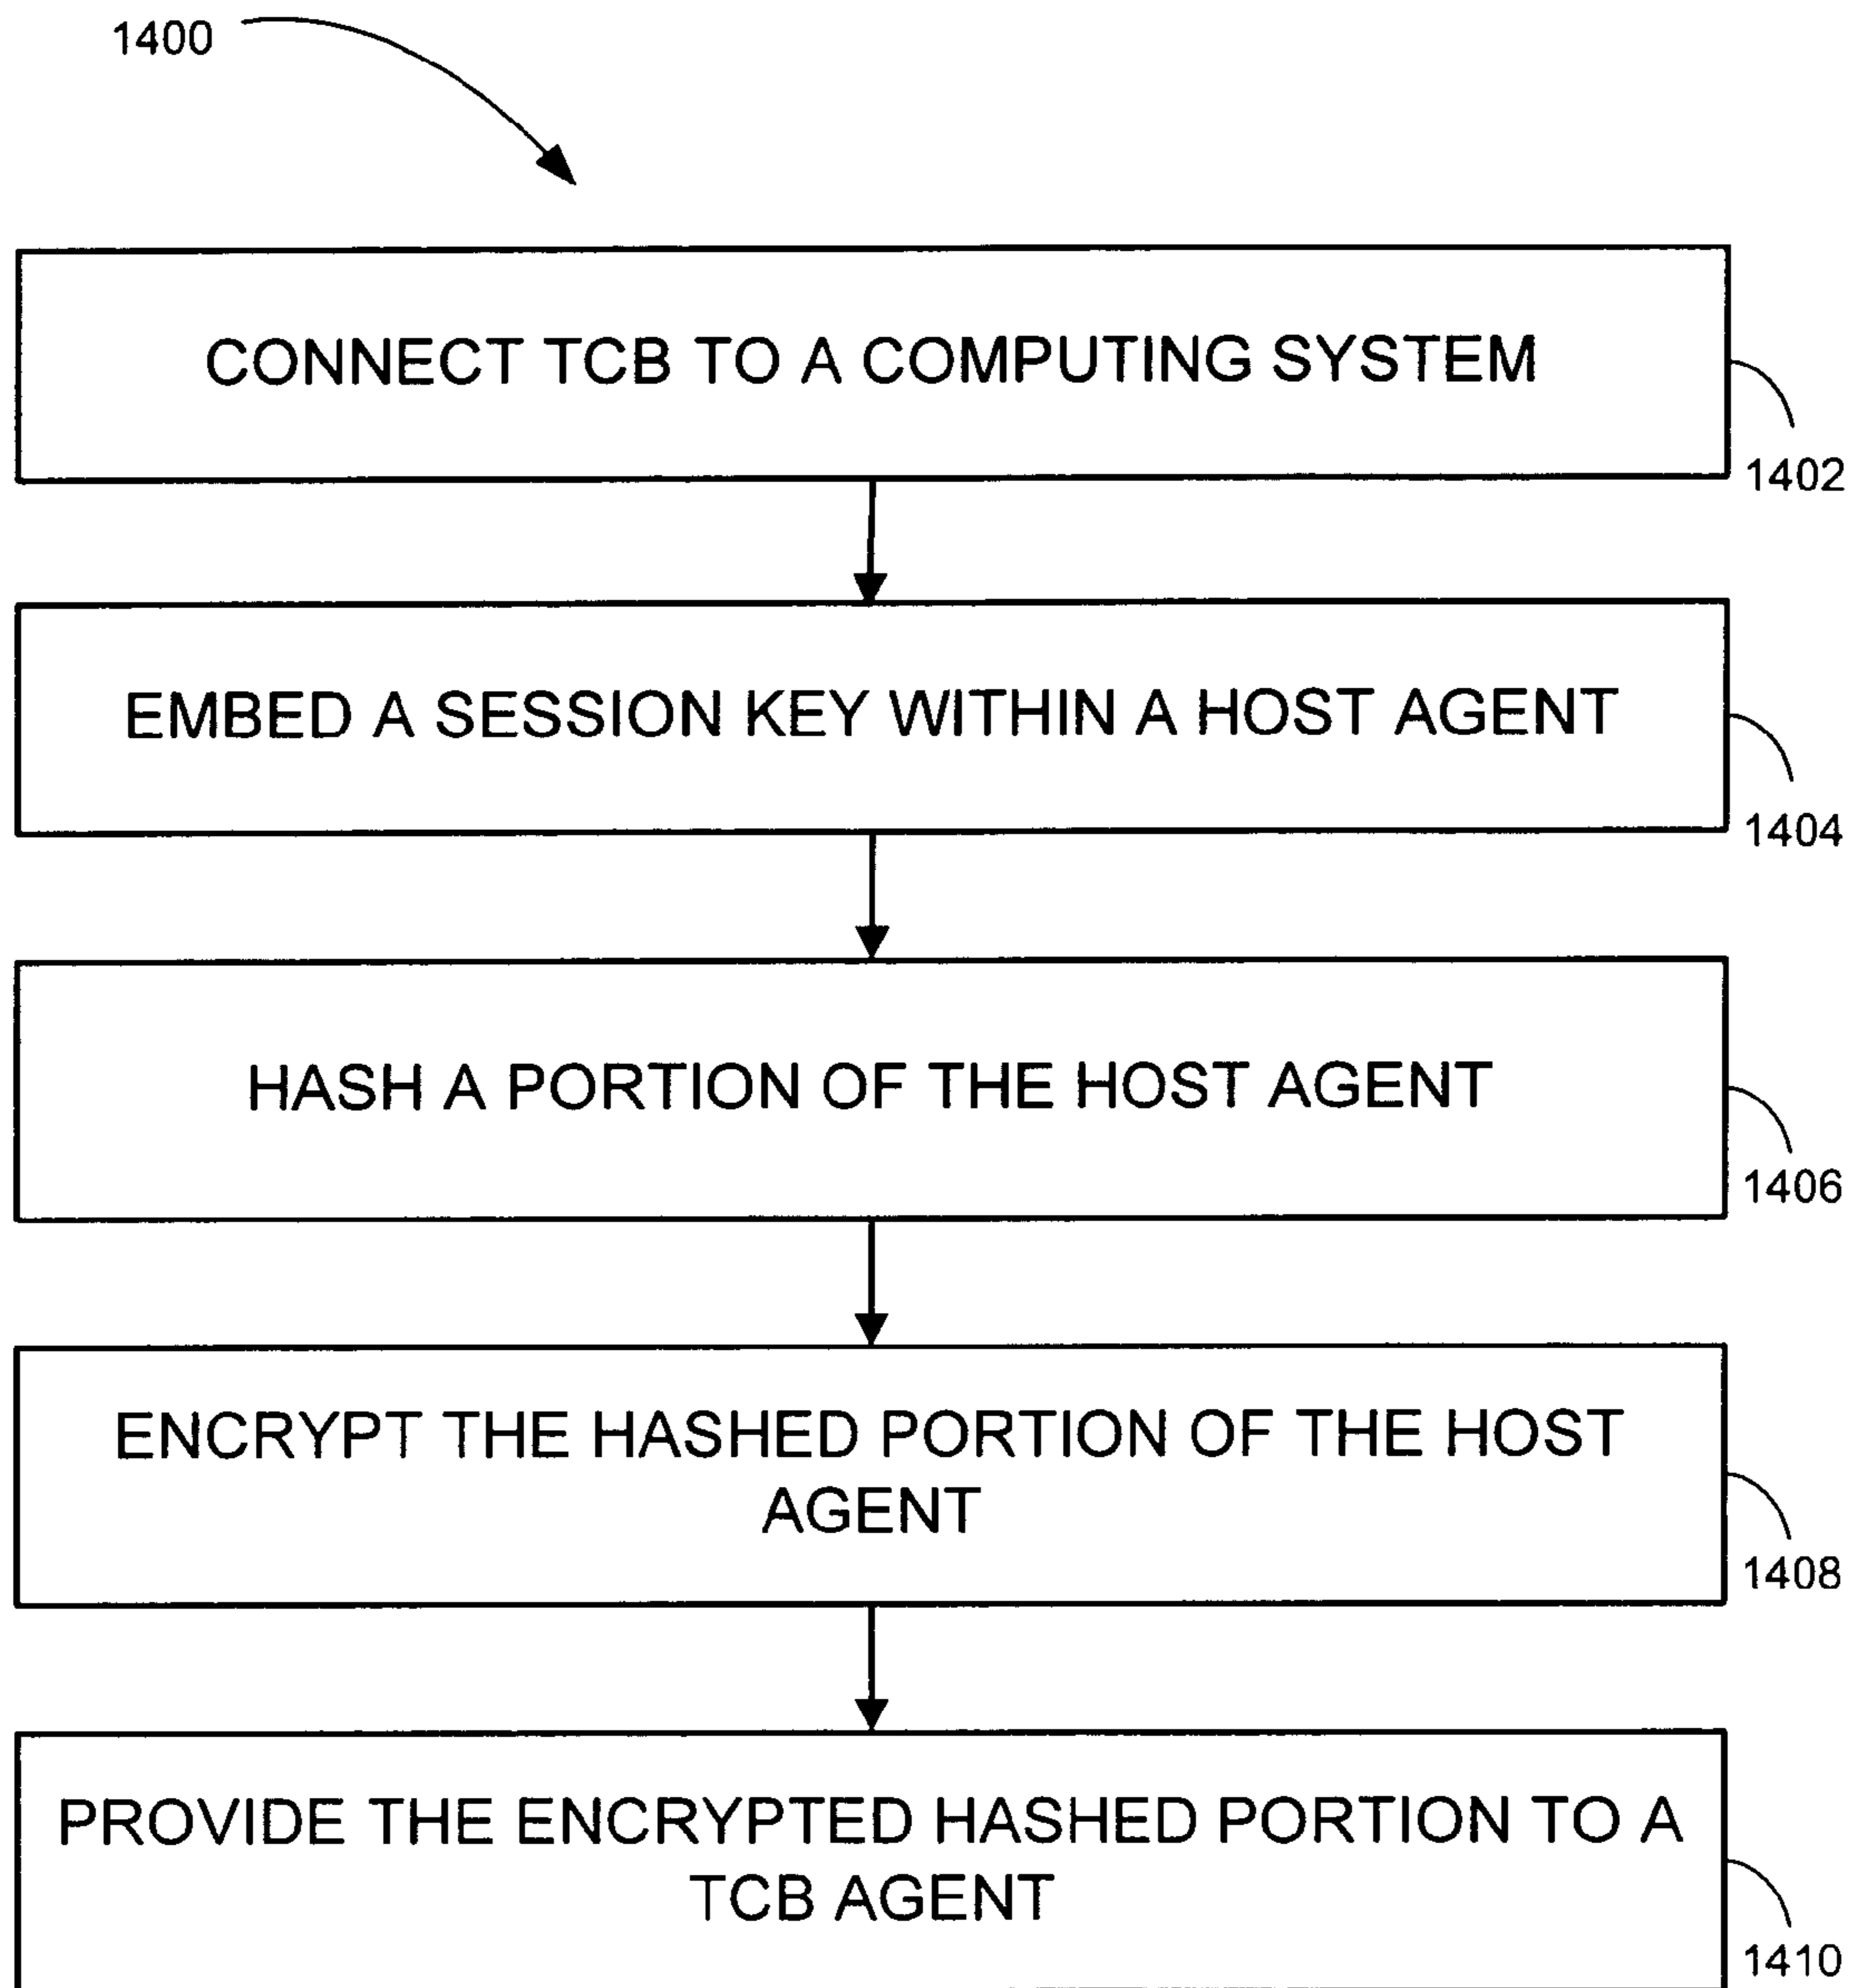 1400
CONNECT TCB TO A COMPUTING SYSTEM
1402
EMBED A SESSION KEY WITHIN A HOST AGENT
1404
HASH A PORTION OF THE HOST AGENT
1406
ENCRYPT THE HASHED PORTION OF THE HOST
AGENT
1408
PROVIDE THE ENCRYPTED HASHED PORTION TO A
TCB AGENT
1410